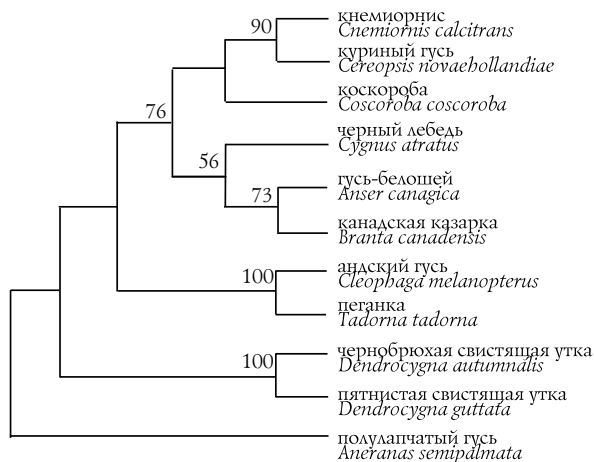 90
кнемиорнис
Cnemiornis calcitrans
куриный гусь
Cereopsis novaehollandiae
коскороба
Coscoroba coscoroba
76
черный лебедь
Cygnus atratus
56
гусь-белошей
Anser canagica
73
канадская казарка
Branta canadensis
андский гусь
100
Cleophaga melanopterus
пеганка
Tadorna tadorna
чернобрюхая свистящая утка
100
Dendrocygna autumnalis
пятнистая свистящая утка
Dendrocygna guttata
полулапчатый гусь
Aneranas semipalmata